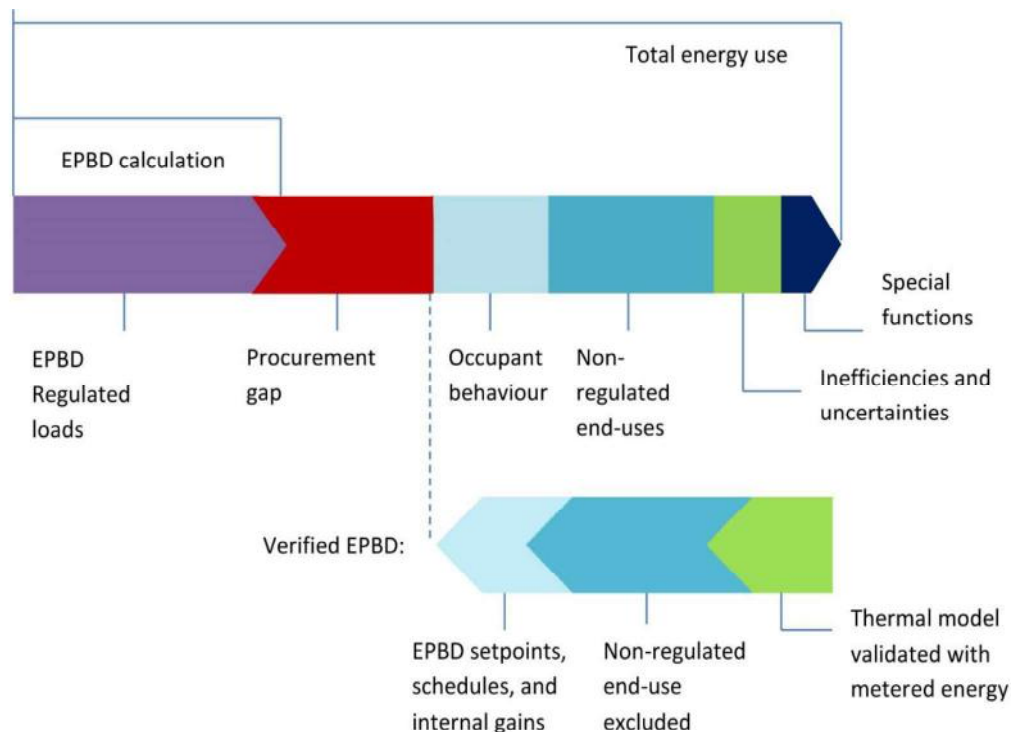 Total energy use
EPBD calculation
EPBD
Regulated
loads
Procurement
gap
Occupant
behaviour
Non-
regulated
end-uses
Special
functions
Inefficiencies and
uncertainties
Verified EPBD:
EPBD setpoints,
schedules, and
internal gains
Non-regulated
end-use
excluded
Thermal model
validated with
metered energy